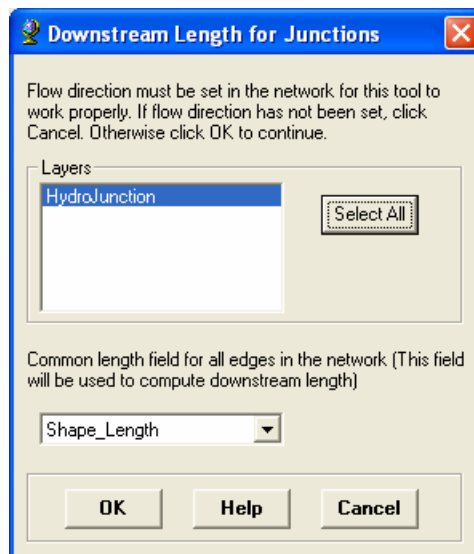 Downstream Length for Junctions
Flow direction must be set in the network for this tool to
work properly. If flow direction has not been set, click
Cancel. Otherwise click OK to continue.
Layers
HydroJunction
Select All
Common length field for all edges in the network (This field
will be used to compute downstream length)
Shape_Length
OK Help Cancel